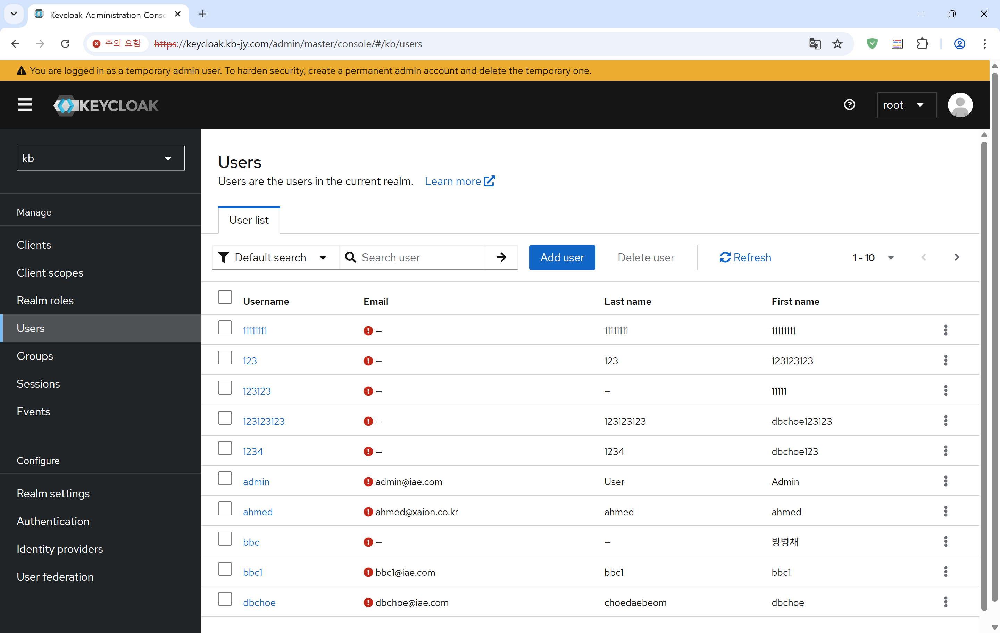 Keycloak Administration Consc
주의 요함
https://keycloak.kb-jy.com/admin/master/console/#/kb/users
You are logged in as a temporary admin user. To harden security, create a permanent admin account and delete the temporary one.
KEYCLOAK
root
kb
Manage
Clients
Client scopes
Realm roles
Users
Groups
Sessions
Events
Configure
Realm settings
Authentication
Identity providers
User federation
Users
Users are the users in the current realm. Learn more
User list
Default search Search user Add user Delete user Refresh 1 - 10
Username Email Last name First name
11111111 – 11111111 11111111
123 – 123 123123123
123123 – – 11111
123123123 – 123123123 dbchoe123123
1234 – 1234 dbchoe123
admin admin@iae.com User Admin
ahmed ahmed@xaion.co.kr ahmed ahmed
bbc – – 방병채
bbc1 bbc1@iae.com bbc1 bbc1
dbchoe dbchoe@iae.com choedaebeom dbchoe